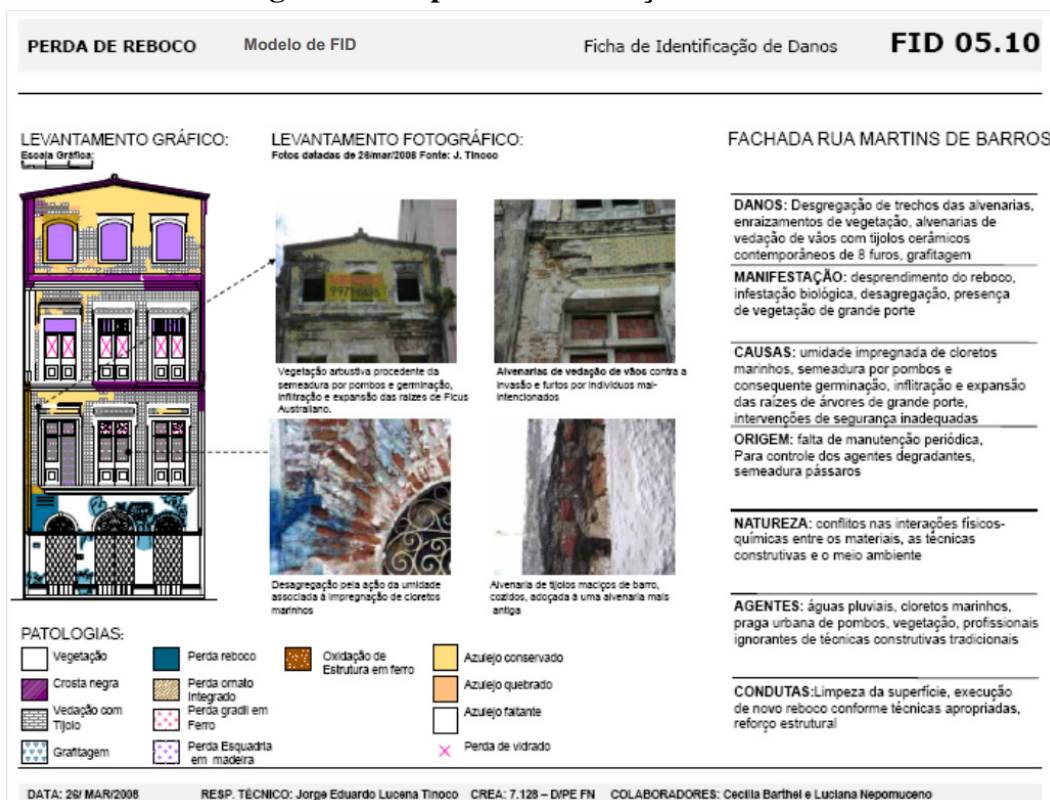 PERDA DE REBOCO Modelo de FID Ficha de Identificação de Danos FID 05.10
LEVANTAMENTO GRÁFICO:
Escala Gráfica:
LEVANTAMENTO FOTOGRÁFICO:
Fotos datadas de 26/mar/2008 Fonte: J. Tinoco
Vegetação arbustiva procedente da
semeadura por pombos e germinação,
infiltração e expansão das raízes de Ficus
Australiano.
Alvenarias de vedação de vãos contra a
invasão e furtos por indivíduos mal-
intencionados
Desagregação pela ação da umidade
associada à impregnação de cloretos
marinhos
Alvenaria de tijolos maciços de barro,
cozidos, adoçada à uma alvenaria mais
antiga
FACHADA RUA MARTINS DE BARROS
DANOS: Desgregação de trechos das alvenarias,
enraizamentos de vegetação, alvenarias de
vedação de vãos com tijolos cerâmicos
contemporâneos de 8 furos, grafitagem
MANIFESTAÇÃO: desprendimento do reboco,
infestação biológica, desagregação, presença
de vegetação de grande porte
CAUSAS: umidade impregnada de cloretos
marinhos, semeadura por pombos e
consequente germinação, infiltração e expansão
das raízes de árvores de grande porte,
intervenções de segurança inadequadas
ORIGEM: falta de manutenção periódica,
Para controle dos agentes degradantes,
semeadura pássaros
NATUREZA: conflitos nas interações físicos-
químicas entre os materiais, as técnicas
construtivas e o meio ambiente
AGENTES: águas pluviais, cloretos marinhos,
praga urbana de pombos, vegetação, profissionais
ignorantes de técnicas construtivas tradicionais
CONDUTAS:Limpeza da superfície, execução
de novo reboco conforme técnicas apropriadas,
reforço estrutural
PATOLOGIAS:
Vegetação
Crosta negra
Vedação com
Tijolo
Grafitagem
Perda reboco
Perda ornato
Integrado
Perda gradil em
Ferro
Perda Esquadria
em madeira
Oxidação de
Estrutura em ferro
Azulejo conservado
Azulejo quebrado
Azulejo faltante
Perda de vidrado
DATA: 26/ MAR/2008 RESP. TÉCNICO: Jorge Eduardo Lucena Tinoco CREA: 7.128 – D/PE FN COLABORADORES: Cecilia Barthel e Luciana Nepomuceno